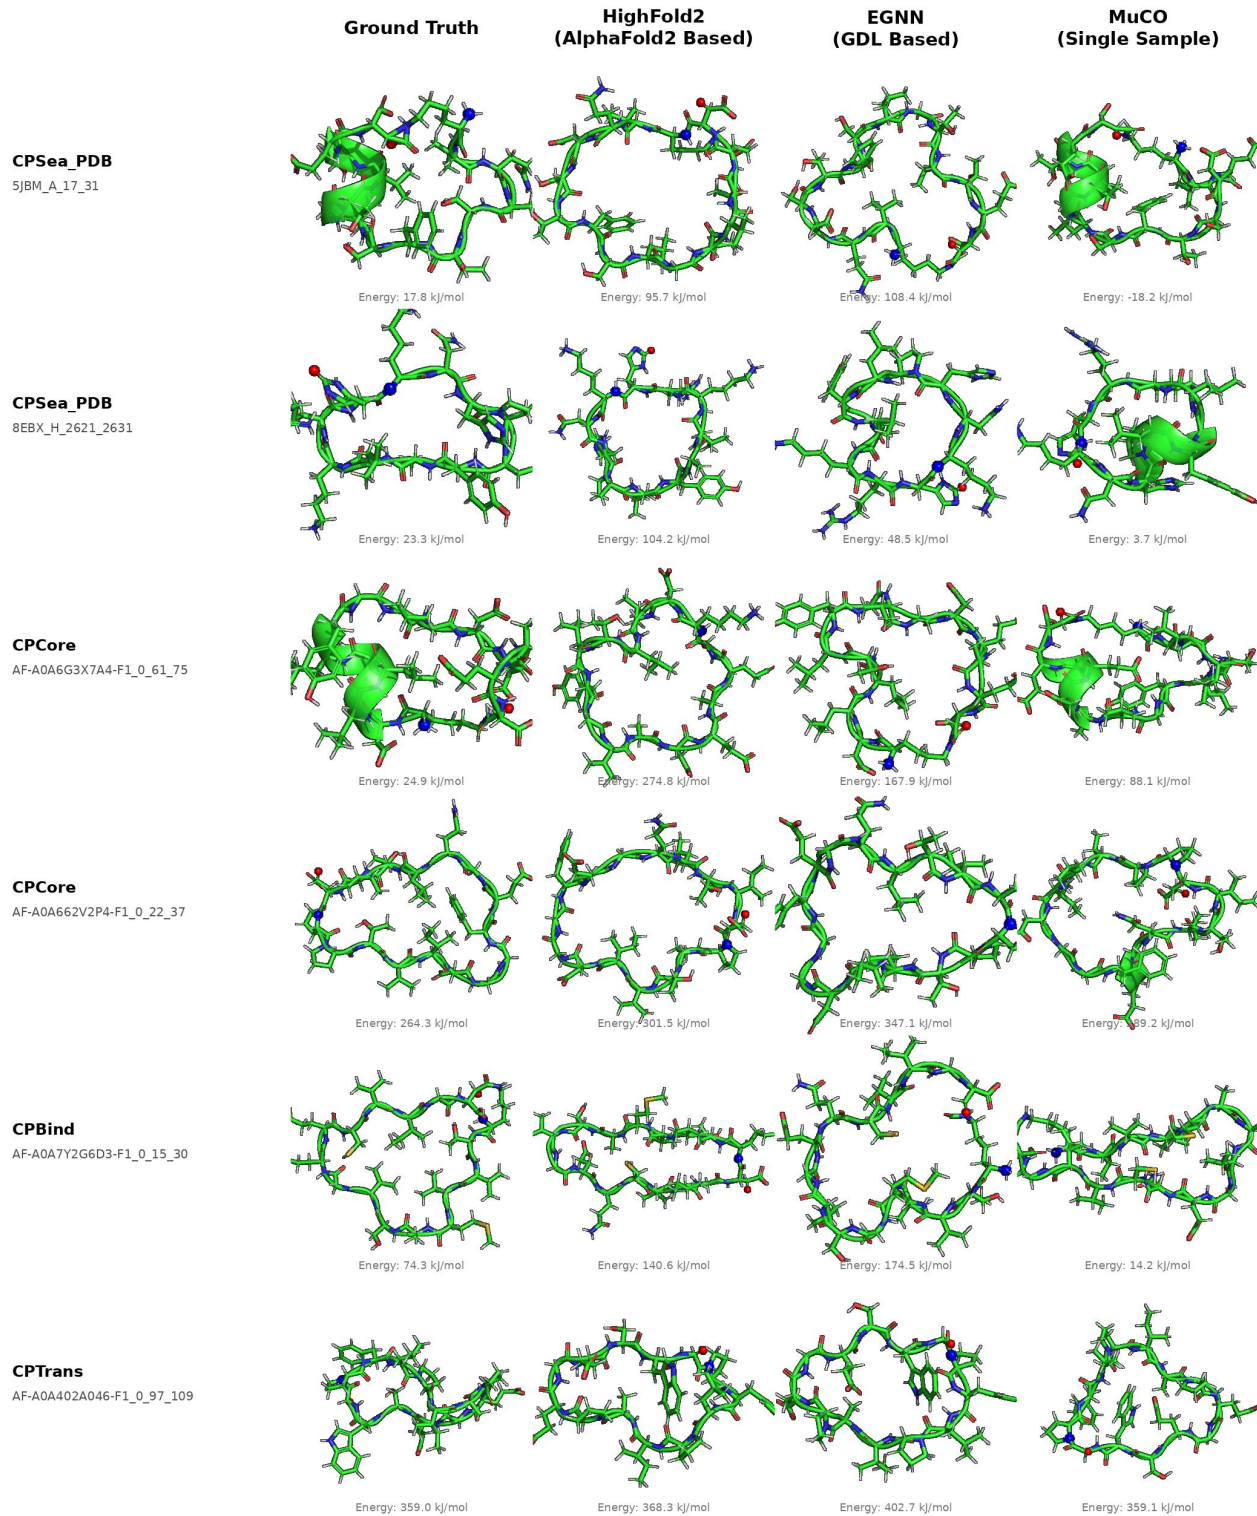 Ground Truth
HighFold2
(AlphaFold2 Based)
EGNN
(GDL Based)
MuCO
(Single Sample)
CPSea_PDB
5JBM_A_17_31
Energy: 17.8 kJ/mol
Energy: 95.7 kJ/mol
Energy: 108.4 kJ/mol
Energy: -18.2 kJ/mol
CPSea_PDB
8EBX_H_2621_2631
Energy: 23.3 kJ/mol
Energy: 104.2 kJ/mol
Energy: 48.5 kJ/mol
Energy: 3.7 kJ/mol
CPCore
AF-A0A6G3X7A4-F1_0_61_75
Energy: 24.9 kJ/mol
Energy: 274.8 kJ/mol
Energy: 167.9 kJ/mol
Energy: 88.1 kJ/mol
CPCore
AF-A0A662V2P4-F1_0_22_37
Energy: 264.3 kJ/mol
Energy: 301.5 kJ/mol
Energy: 347.1 kJ/mol
Energy: kJ/mol
CPBind
AF-A0A7Y2G6D3-F1_0_15_30
Energy: 74.3 kJ/mol
Energy: 140.6 kJ/mol
Energy: 174.5 kJ/mol
Energy: 14.2 kJ/mol
CPTrans
AF-A0A402A046-F1_0_97_109
Energy: 359.0 kJ/mol
Energy: 368.3 kJ/mol
Energy: 402.7 kJ/mol
Energy: 359.1 kJ/mol